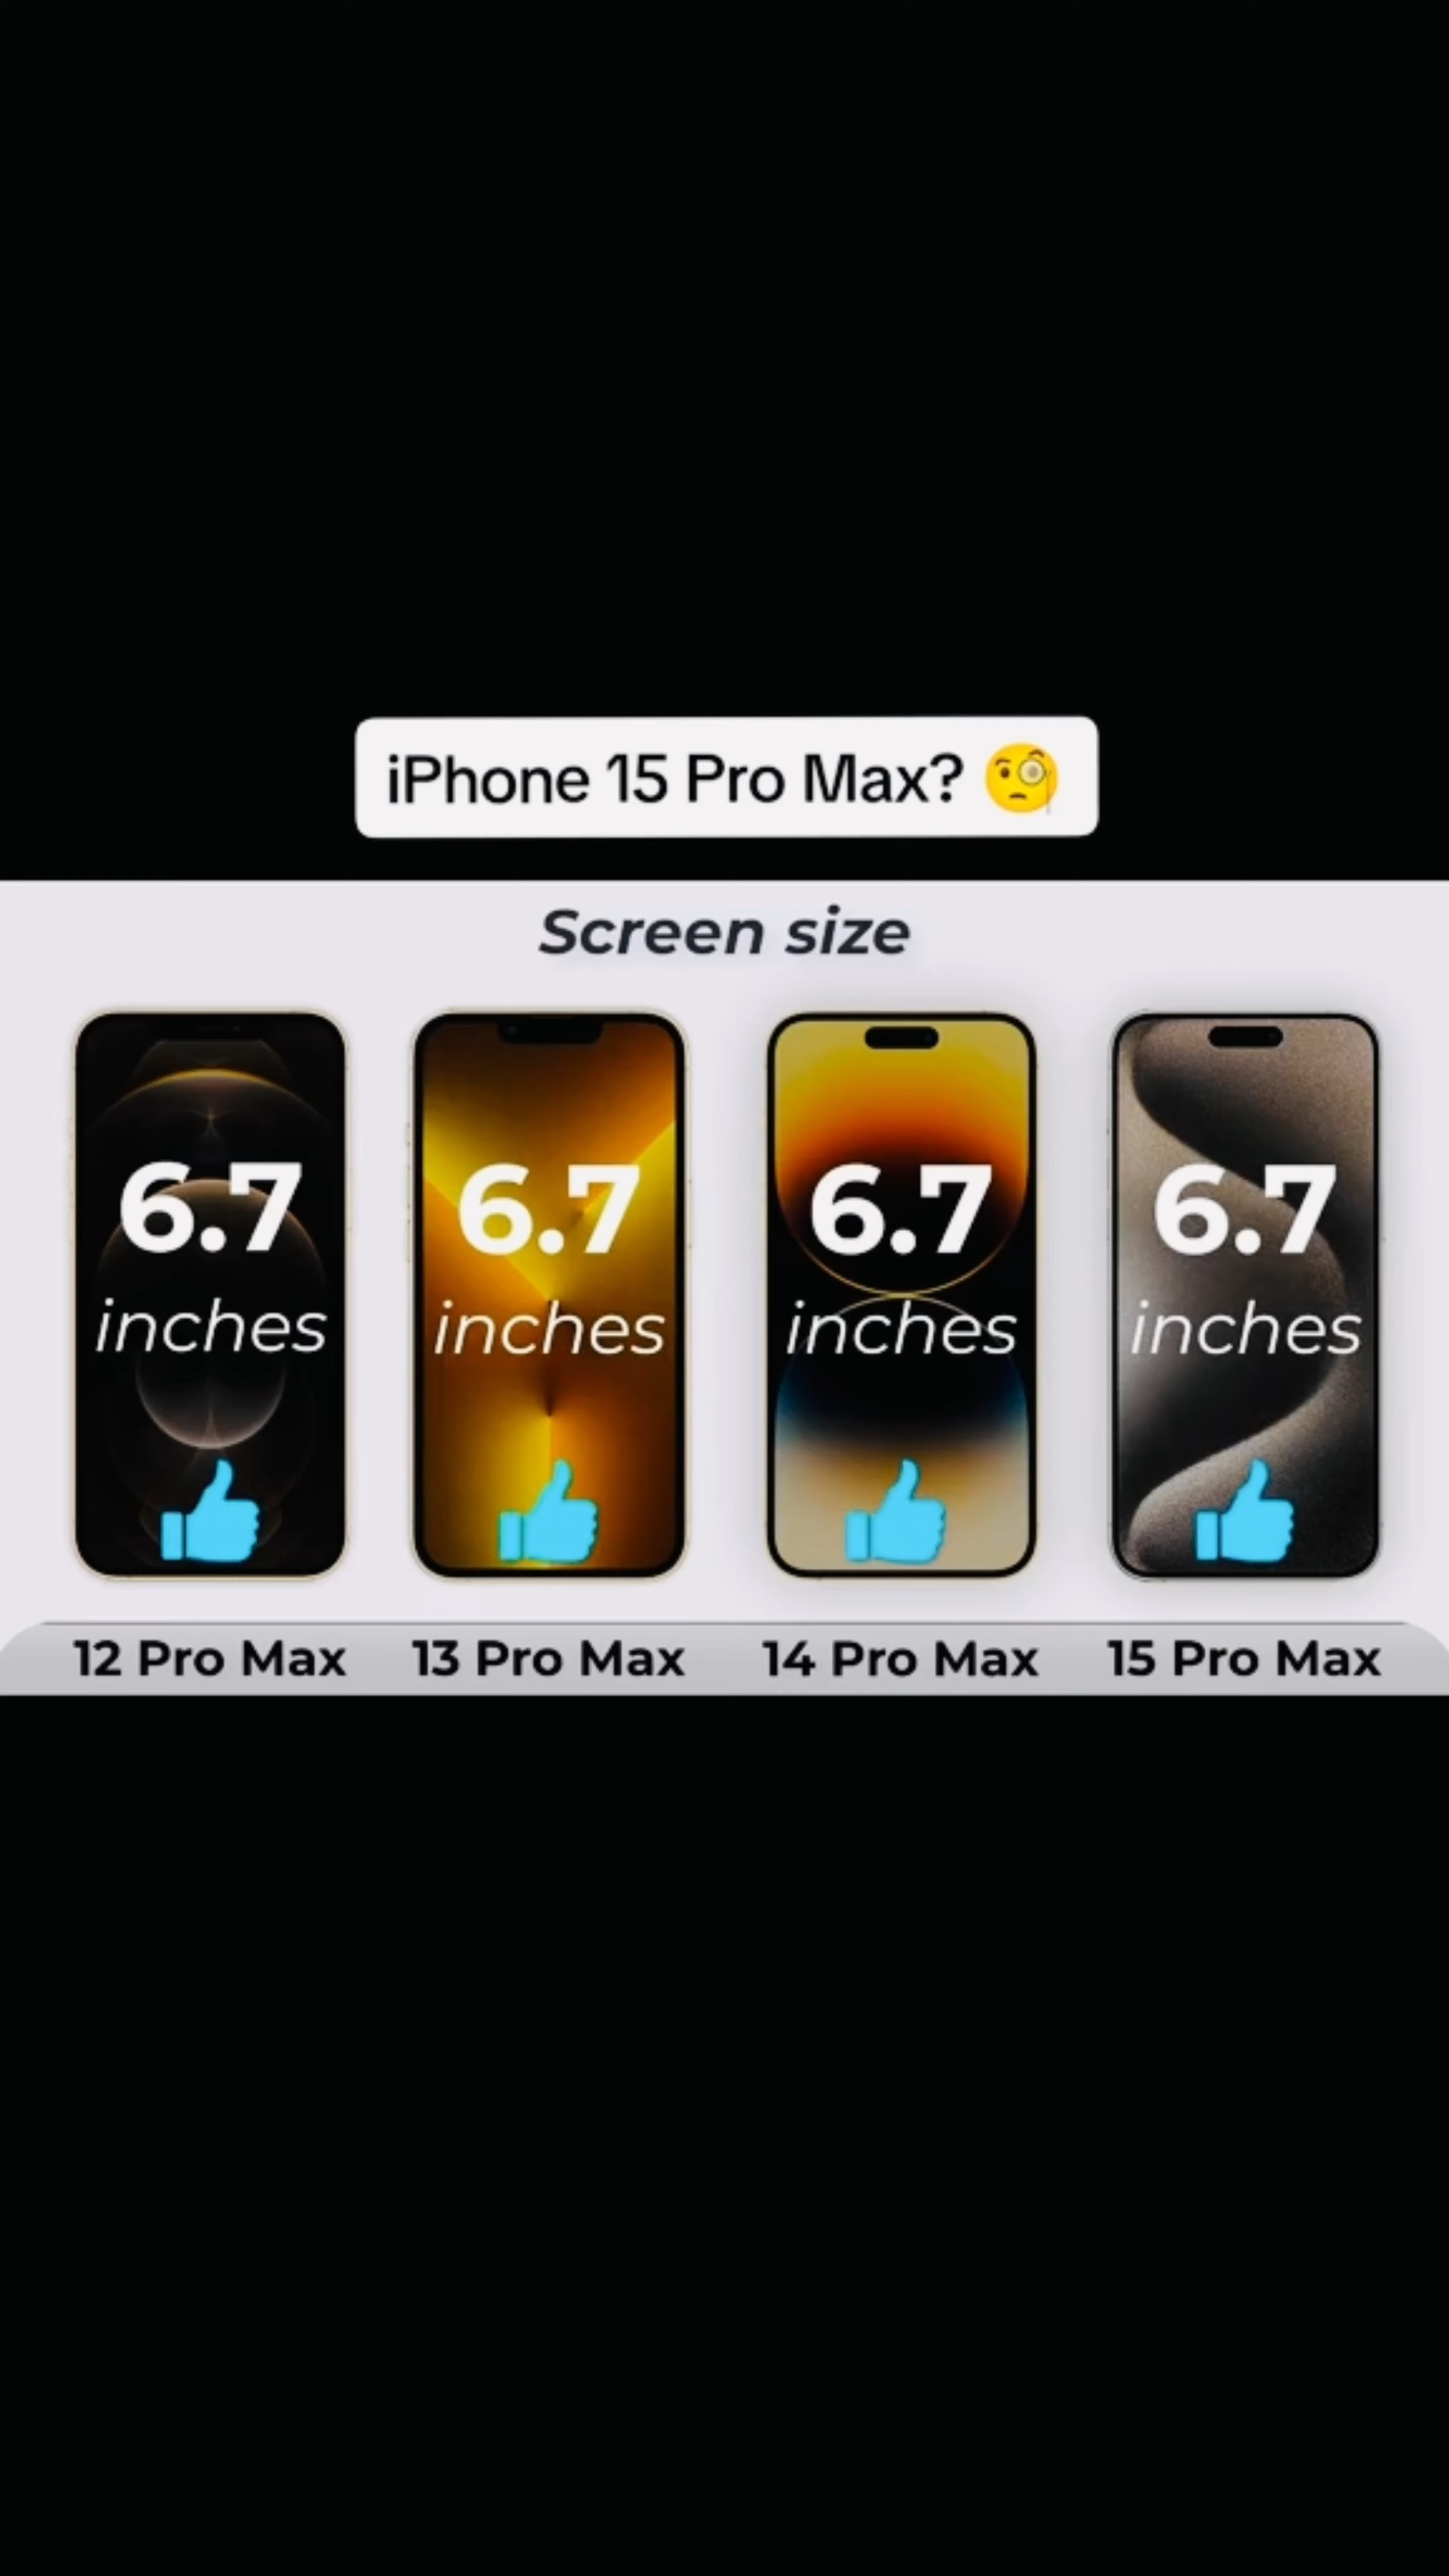 iPhone 15 Pro Max? 🧐
Screen size
6.7 6.7 6.7 6.7
inches inches inches inches
12 Pro Max 13 Pro Max 14 Pro Max 15 Pro Max